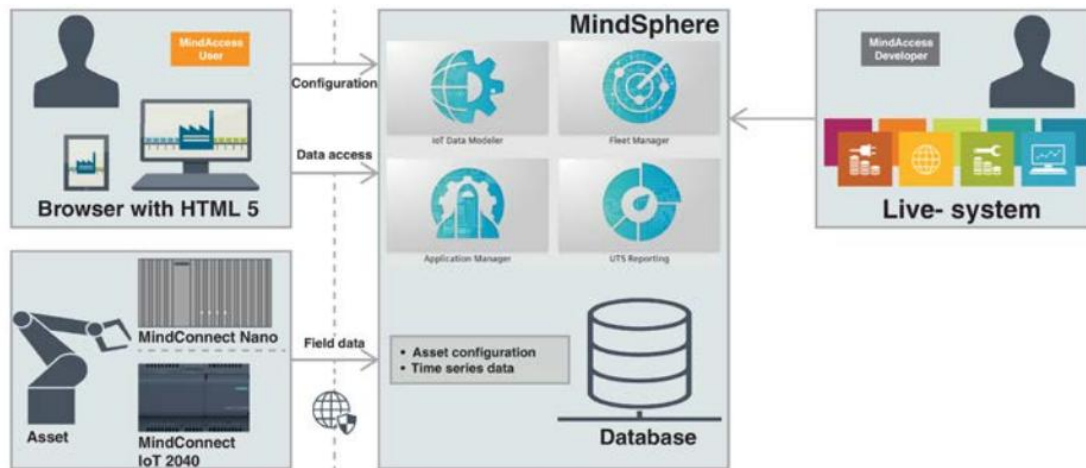 MindAccess
User
Browser with HTML 5
Configuration
Data access
MindSphere
IoT Data Modeler
Fleet Manager
Application Manager
UTS Reporting
MindAccess
Developer
Live- system
Asset
MindConnect Nano
MindConnect
IoT 2040
Field data
• Asset configuration
• Time series data
Database